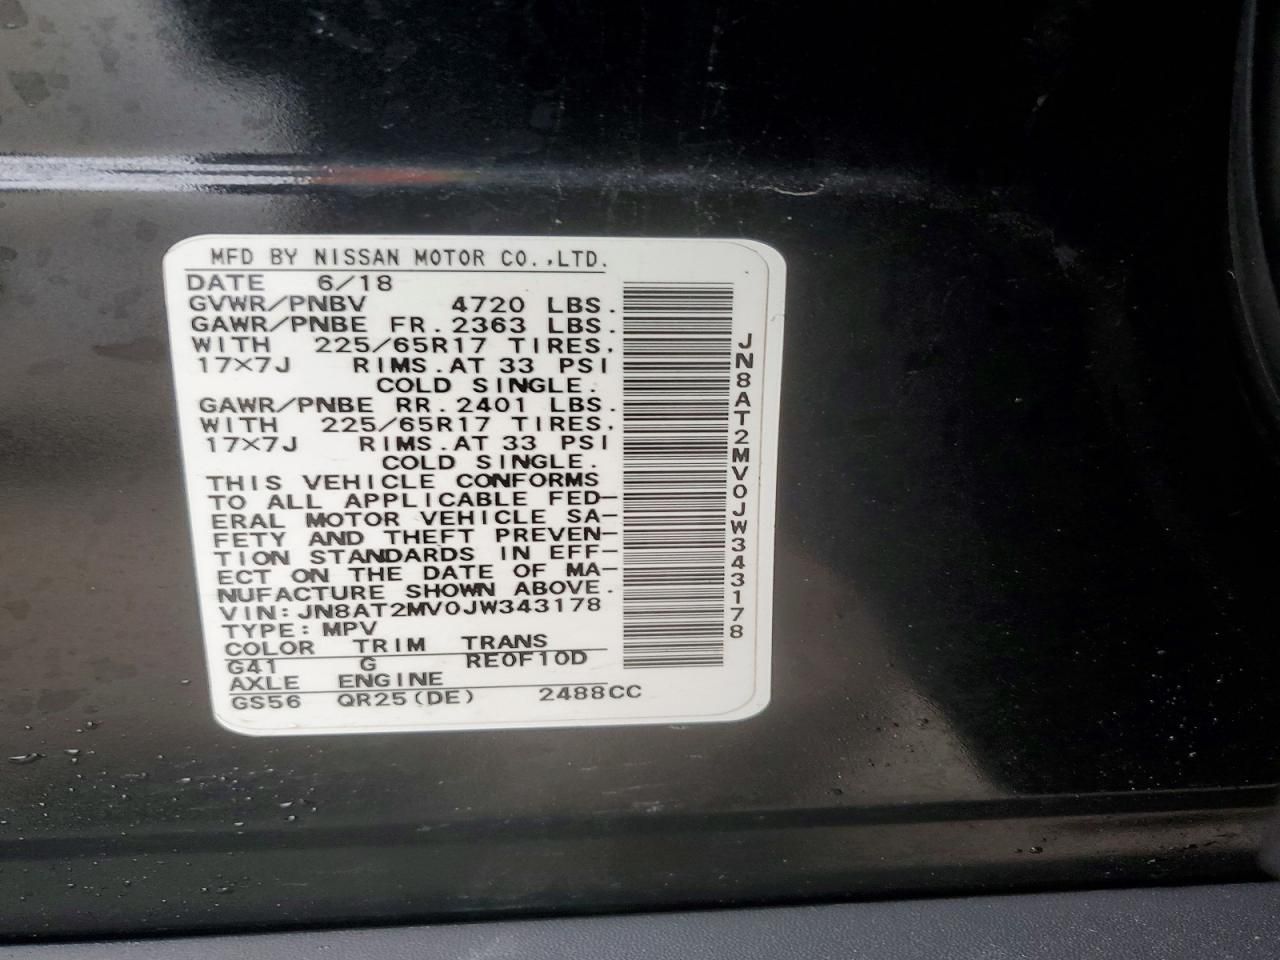 MFD BY NISSAN MOTOR CO.,LTD.
DATE 6/18
GVWR/PNBV 4720 LBS.
GAWR/PNBE FR. 2363 LBS.
WITH 225/65R17 TIRES.
17×7J RIMS.AT 33 PSI
COLD SINGLE.
GAWR/PNBE RR. 2401 LBS.
WITH 225/65R17 TIRES.
17×7J RIMS.AT 33 PSI
COLD SINGLE.
THIS VEHICLE CONFORMS
TO ALL APPLICABLE FED-
ERAL MOTOR VEHICLE SA-
FETY AND THEFT PREVEN-
TION STANDARDS IN EFF-
ECT ON THE DATE OF MA-
NUFACTURE SHOWN ABOVE.
VIN: JN8AT2MV0JW343178
TYPE: MPV
COLOR TRIM TRANS
G41 G RE0F10D
AXLE ENGINE
GS56 QR25(DE) 2488CC
JN8AT2MV0JW343178